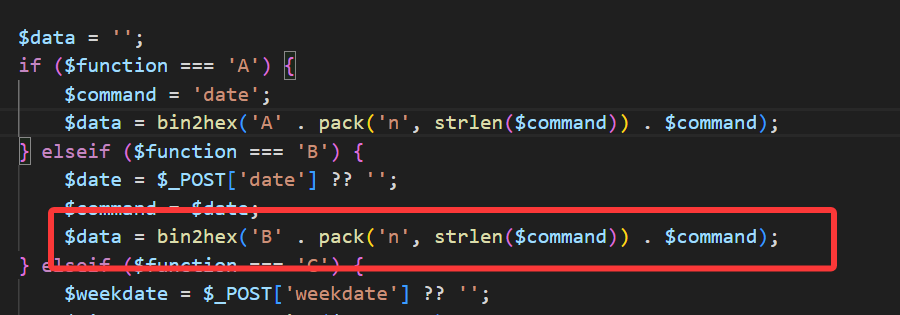 $data = '';
if ($function === 'A') {
$command = 'date';
$data = bin2hex('A' . pack('n', strlen($command)) . $command);
} elseif ($function === 'B') {
$date = $_POST['date'] ?? '';
$command = $date;
$data = bin2hex('B' . pack('n', strlen($command)) . $command);
} elseif ($function === 'C') {
$weekdate = $_POST['weekdate'] ?? '';